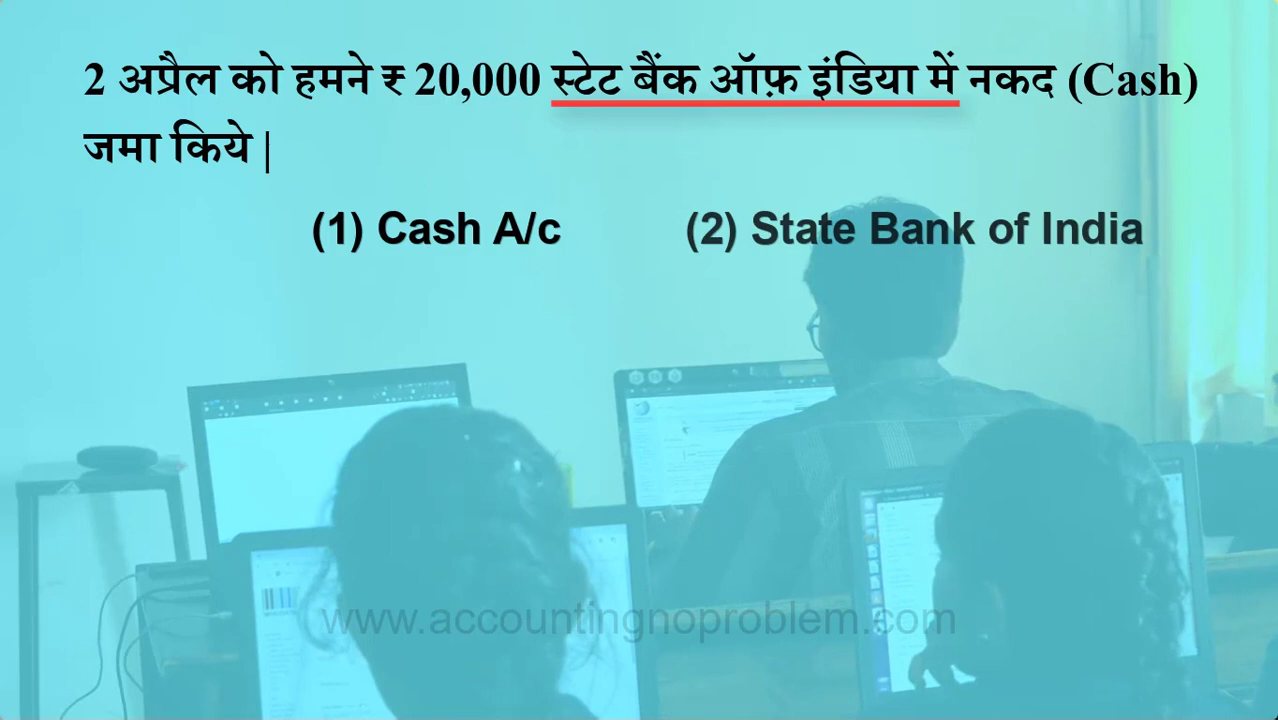 2 अप्रैल को हमने ₹ 20,000 स्टेट बैंक ऑफ़ इंडिया में नकद (Cash)
जमा किये |
(1) Cash A/c (2) State Bank of India
www.accountingnoproblem.com